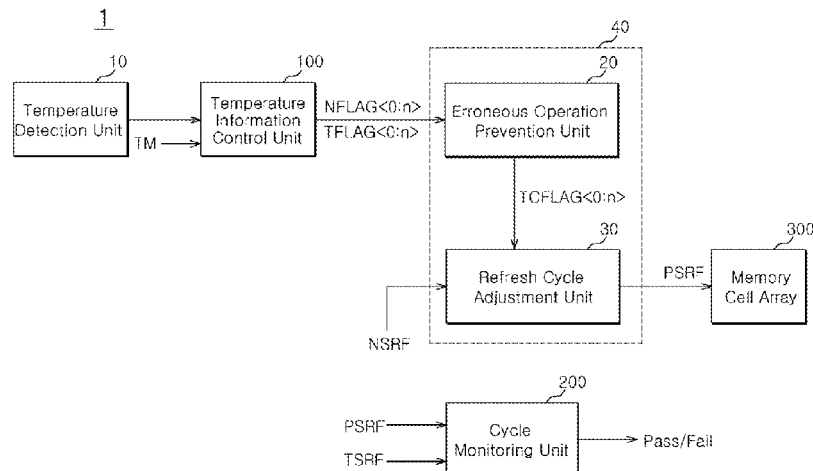 1
40
10
100
20
Temperature
Detection Unit
TM
Temperature
Information
Control Unit
NFLAG<0:n>
TFLAG<0:n>
Erroneous Operation
Prevention Unit
TCFLAG<0:n>
30
300
Refresh Cycle
Adjustment Unit
PSRF
Memory
Cell Array
NSRF
200
PSRF
TSRF
Cycle
Monitoring Unit
Pass/Fail